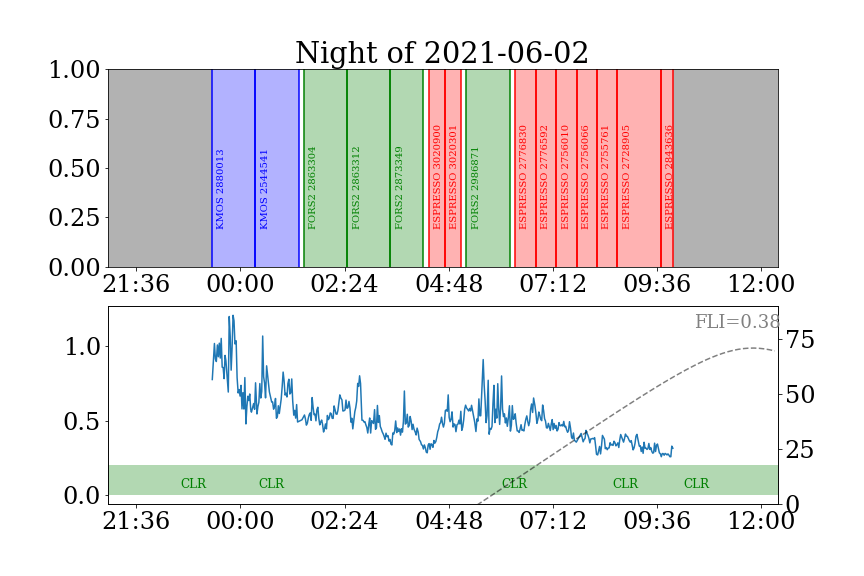 Night of 2021-06-02
1.00
0.75
0.50
0.25
0.00
KMOS 2880013
KMOS 2544541
FORS2 2863304
FORS2 2863312
FORS2 2873349
ESPRESSO 3020900
ESPRESSO 3020301
FORS2 2986871
ESPRESSO 2776830
ESPRESSO 2776592
ESPRESSO 2756010
ESPRESSO 2756066
ESPRESSO 2755761
ESPRESSO 2728905
ESPRESSO 2843636
21:36 00:00 02:24 04:48 07:12 09:36 12:00
FLI=0.38
1.0
0.5
0.0
75
50
25
0
CLR CLR CLR CLR CLR
21:36 00:00 02:24 04:48 07:12 09:36 12:00